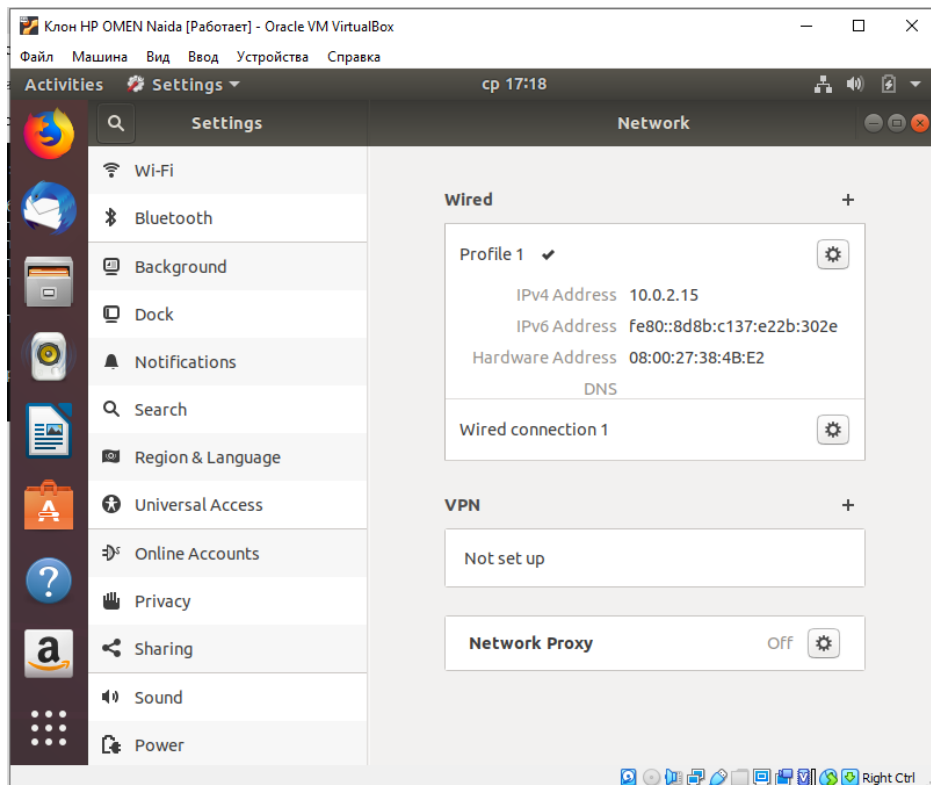 Клон HP OMEN Naida [Работает] - Oracle VM VirtualBox
Файл Машина Вид Ввод Устройства Справка
Activities Settings ср 17:18
Settings
Network
Wi-Fi
Bluetooth
Background
Dock
Notifications
Search
Region & Language
Universal Access
Online Accounts
Privacy
Sharing
Sound
Power
Wired
Profile 1
IPv4 Address 10.0.2.15
IPv6 Address fe80::8d8b:c137:e22b:302e
Hardware Address 08:00:27:38:4B:E2
DNS
Wired connection 1
VPN
Not set up
Network Proxy Off
Right Ctrl